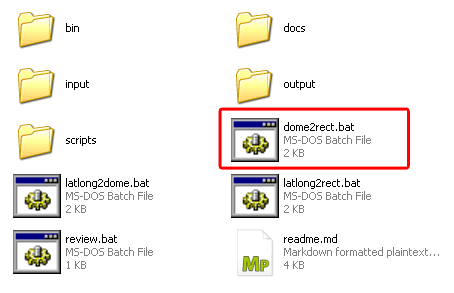 bin
docs
input
output
scripts
dome2rect.bat
MS-DOS Batch File
2 KB
latlong2dome.bat
MS-DOS Batch File
2 KB
latlong2rect.bat
MS-DOS Batch File
2 KB
review.bat
MS-DOS Batch File
1 KB
Mp
readme.md
Markdown formatted plaintext...
4 KB